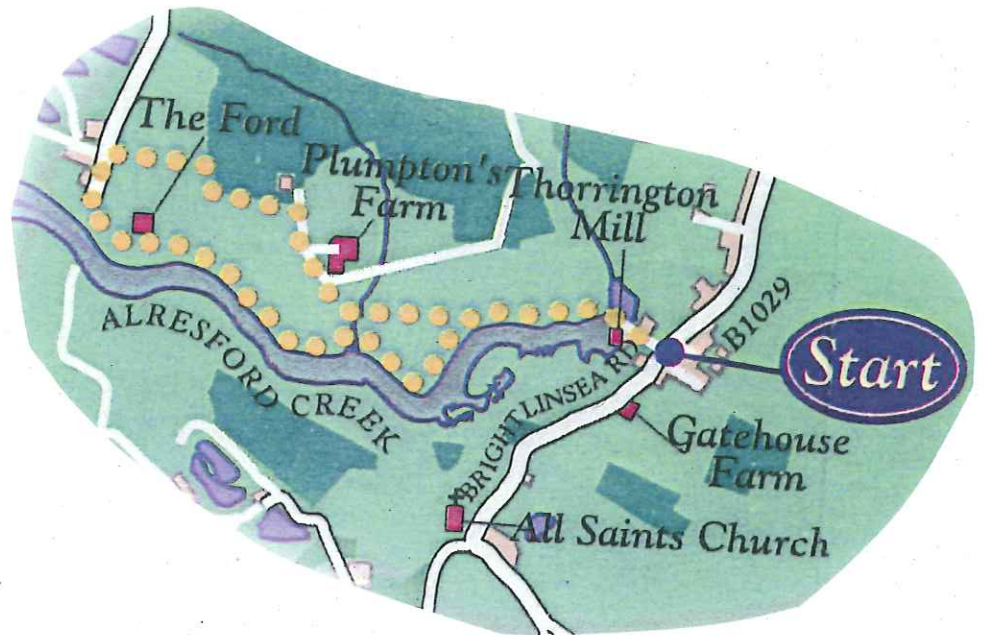 The Ford
Plumpton's
Farm
Thorrington
Mill
ALRESFORD CREEK
B1029
Start
BRIGHTLINSEA RD
Gatehouse
Farm
All Saints Church